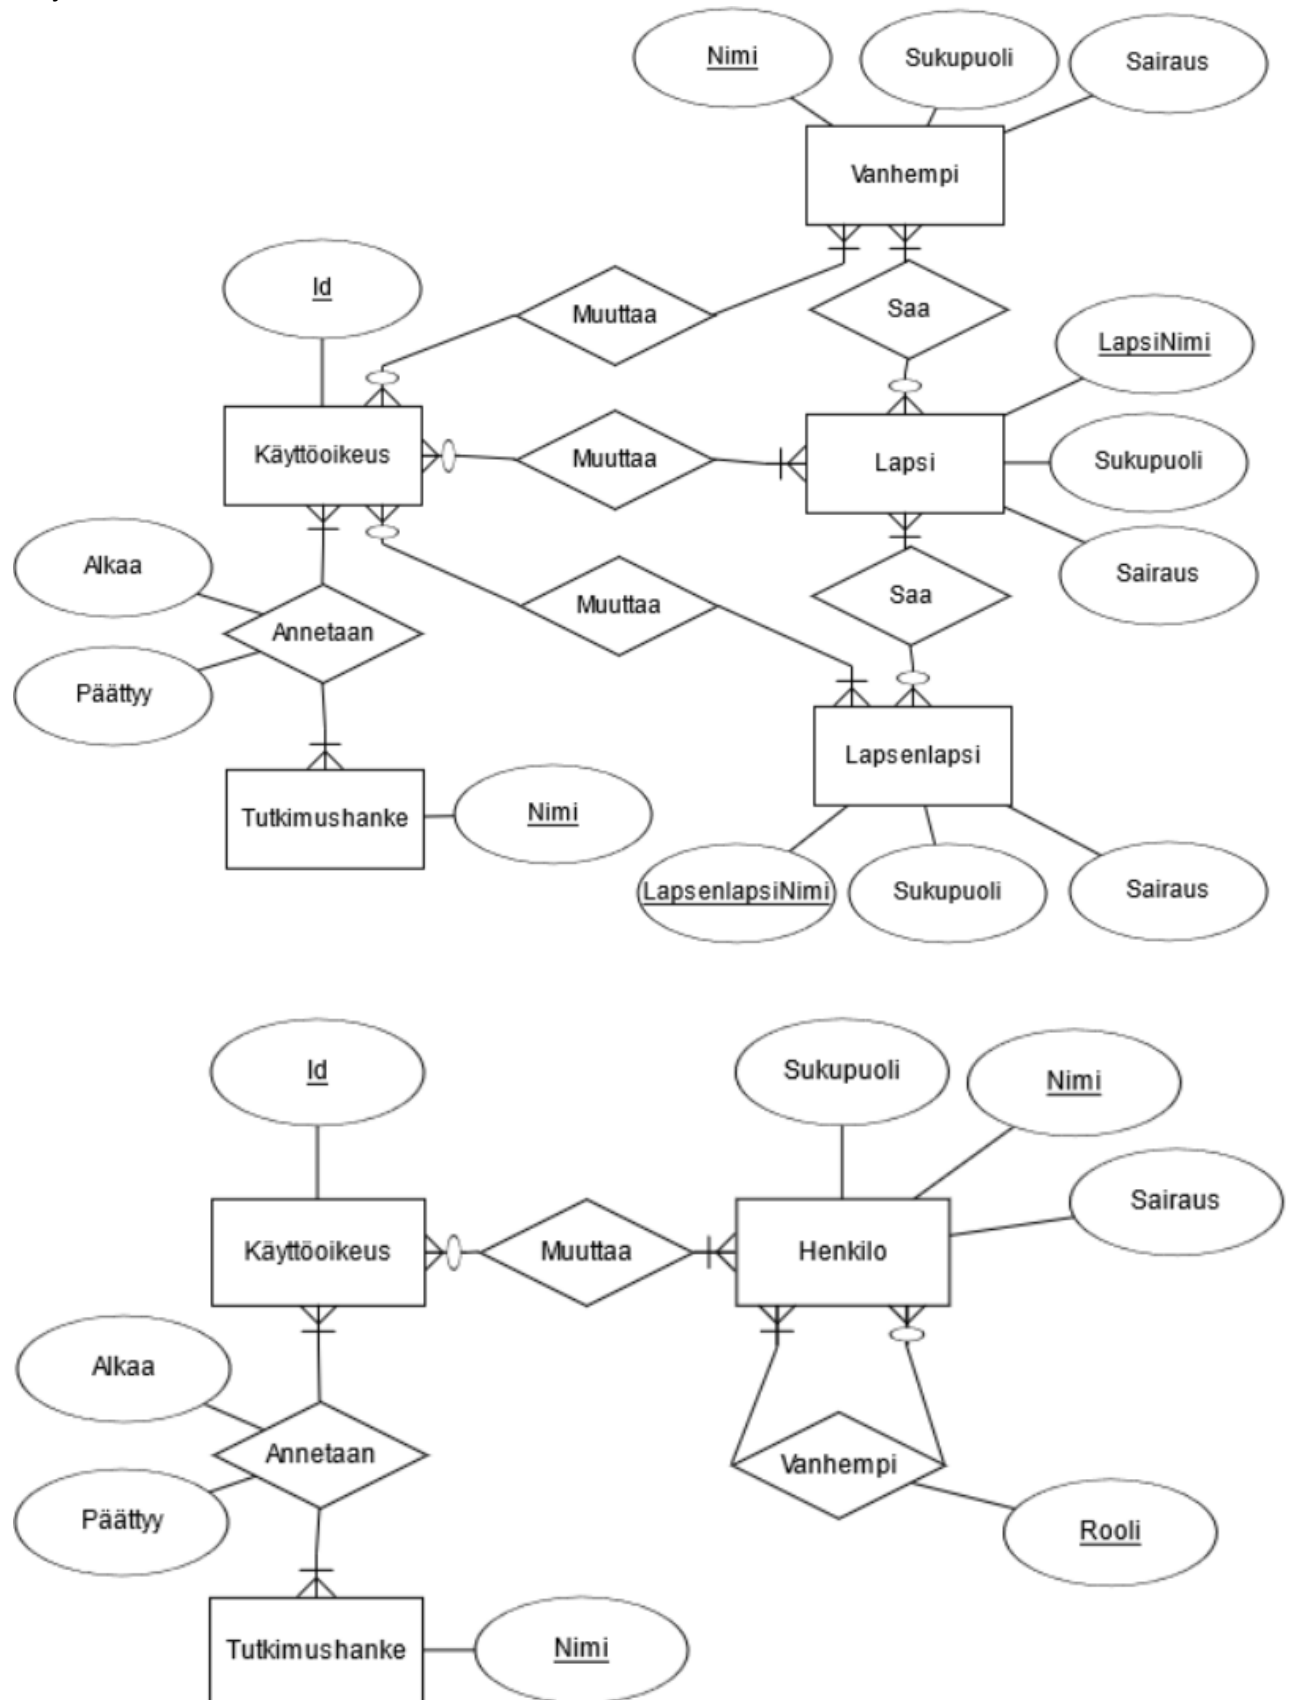 Nimi
Sukupuoli
Sairaus
Vanhempi
Id
Muuttaa
Saa
LapsiNimi
Käyttöoikeus
Muuttaa
Lapsi
Sukupuoli
Alkaa
Sairaus
Muuttaa
Saa
Annetaan
Päättyy
Lapsenlapsi
Tutkimushanke
Nimi
LapsenlapsiNimi
Sukupuoli
Sairaus
Id
Sukupuoli
Nimi
Sairaus
Käyttöoikeus
Muuttaa
Henkilo
Alkaa
Annetaan
Vanhempi
Päättyy
Rooli
Tutkimushanke
Nimi